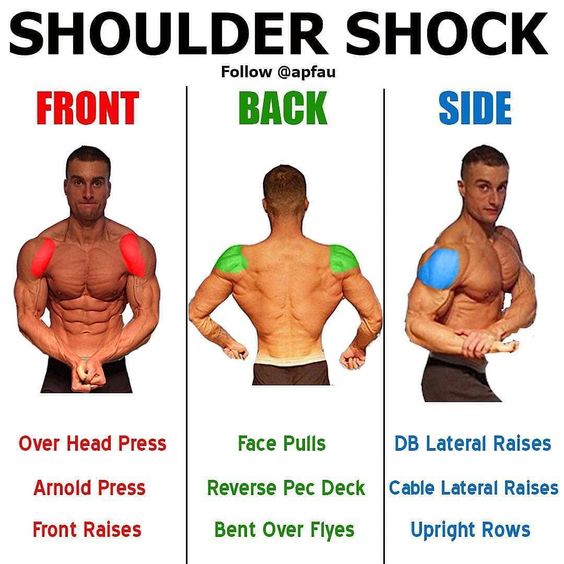 SHOULDER SHOCK
Follow @apfau
FRONT
BACK
SIDE
Over Head Press
Arnold Press
Front Raises
Face Pulls
Reverse Pec Deck
Bent Over Flyes
DB Lateral Raises
Cable Lateral Raises
Upright Rows